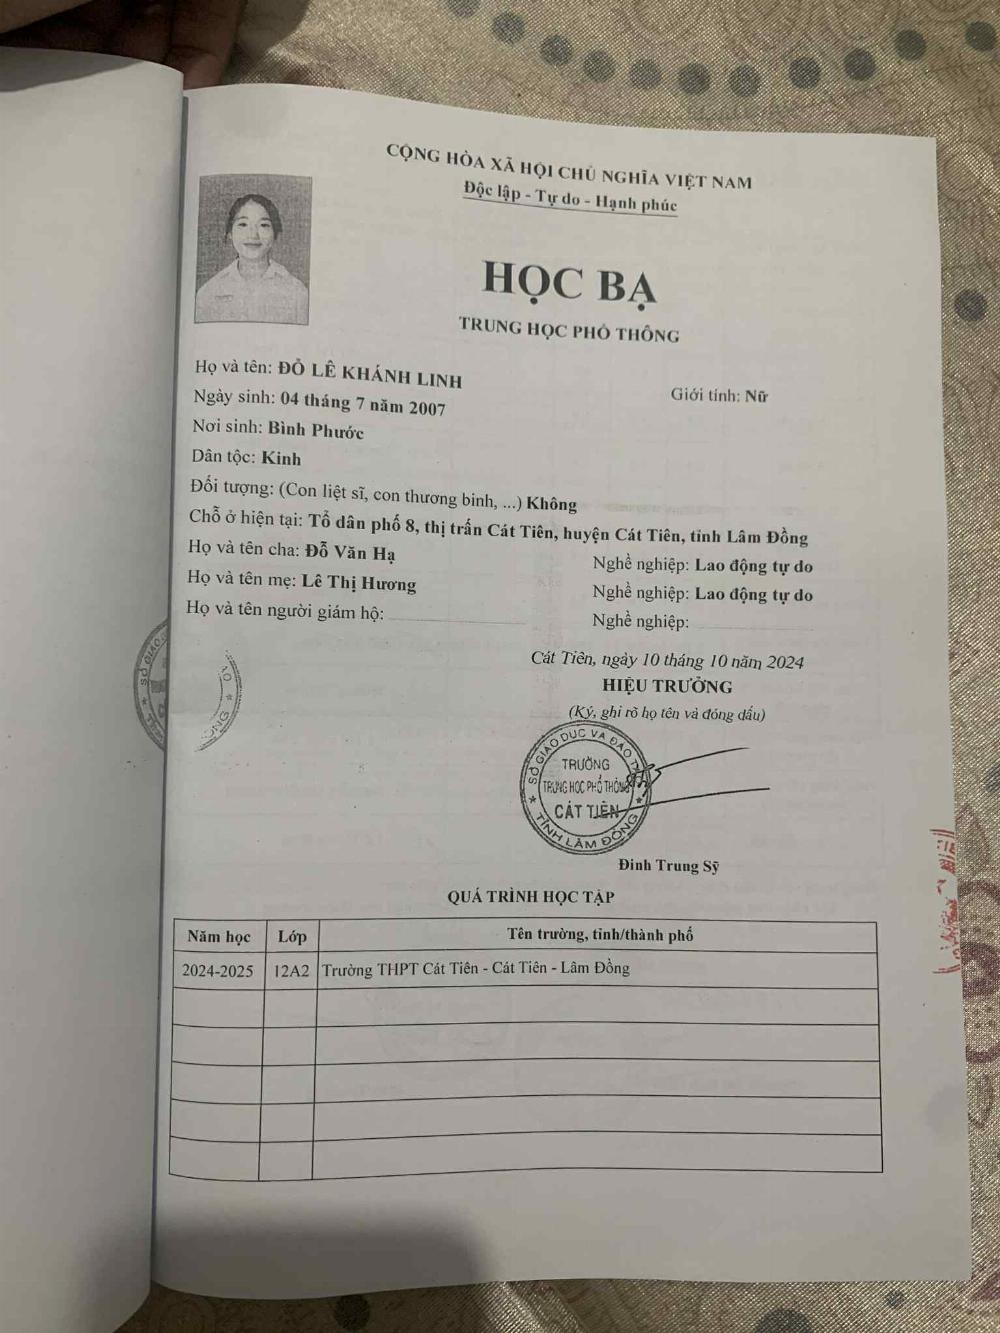 CỘNG HÒA XÃ HỘI CHỦ NGHĨA VIỆT NAM
Độc lập - Tự do - Hạnh phúc
HỌC BẠ
TRUNG HỌC PHỔ THÔNG
Họ và tên: ĐỖ LÊ KHÁNH LINH
Giới tính: Nữ
Ngày sinh: 04 tháng 7 năm 2007
Nơi sinh: Bình Phước
Dân tộc: Kinh
Đối tượng: (Con liệt sĩ, con thương binh, ...) Không
Chỗ ở hiện tại: Tổ dân phố 8, thị trấn Cát Tiên, huyện Cát Tiên, tỉnh Lâm Đồng
Họ và tên cha: Đỗ Văn Hạ Nghề nghiệp: Lao động tự do
Họ và tên mẹ: Lê Thị Hương Nghề nghiệp: Lao động tự do
Họ và tên người giám hộ: Nghề nghiệp:
Cát Tiên, ngày 10 tháng 10 năm 2024
HIỆU TRƯỞNG
(Ký, ghi rõ họ tên và đóng dấu)
SỞ GIÁO DỤC VÀ ĐÀO T
TRƯỜNG
TRUNG HỌC PHỔ THÔNG
CÁT TIÊN
TỈNH LÂM ĐỒNG
Đinh Trung Sỹ
QUÁ TRÌNH HỌC TẬP
Năm học Lớp Tên trường, tỉnh/thành phố
2024-2025 12A2 Trường THPT Cát Tiên - Cát Tiên - Lâm Đồng